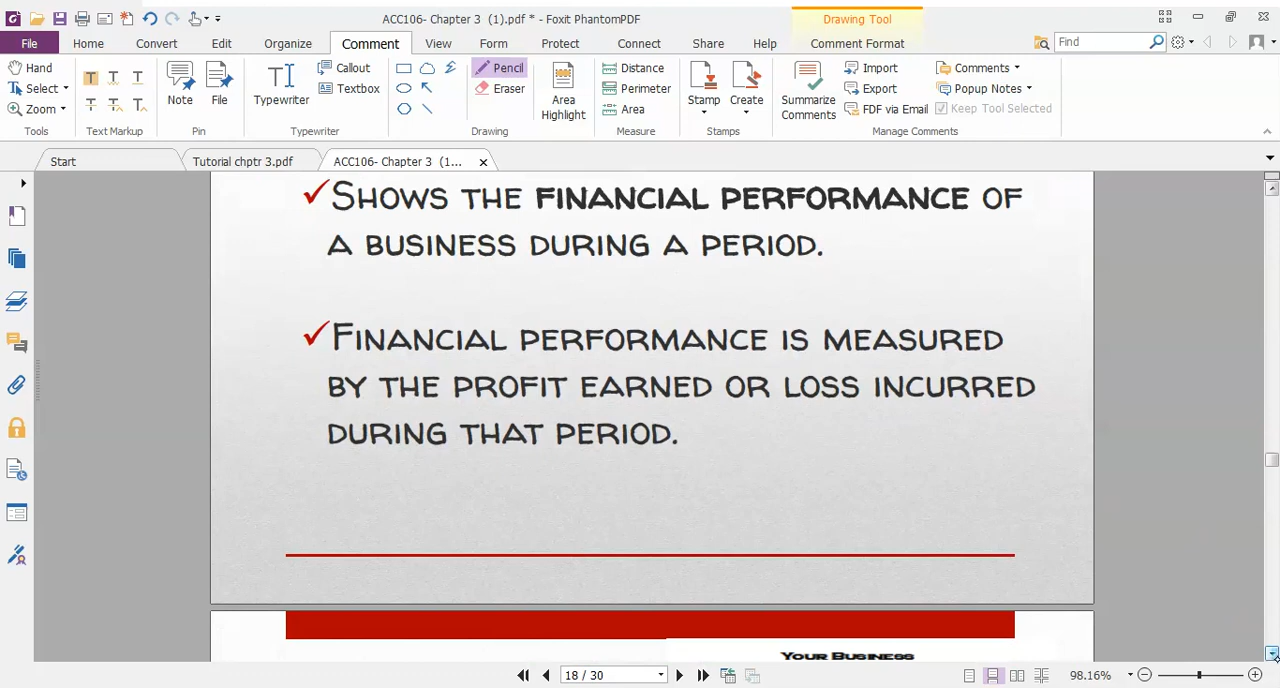 ACC106- Chapter 3 (1).pdf * - Foxit PhantomPDF
Drawing Tool
File Home Convert Edit Organize Comment View Form Protect Connect Share Help Comment Format Find
Hand
Select
Zoom
Tools
Text Markup
Note
File
Pin
Typewriter
Callout
Textbox
Typewriter
Pencil
Eraser
Drawing
Area Highlight
Distance
Perimeter
Area
Measure
Stamp
Create
Stamps
Summarize Comments
Import
Export
FDF via Email
Comments
Popup Notes
Keep Tool Selected
Manage Comments
Start Tutorial chptr 3.pdf ACC106- Chapter 3 (1...
✓Shows the financial performance of
a business during a period.
✓Financial performance is measured
by the profit earned or loss incurred
during that period.
Your Business
18 / 30
98.16%